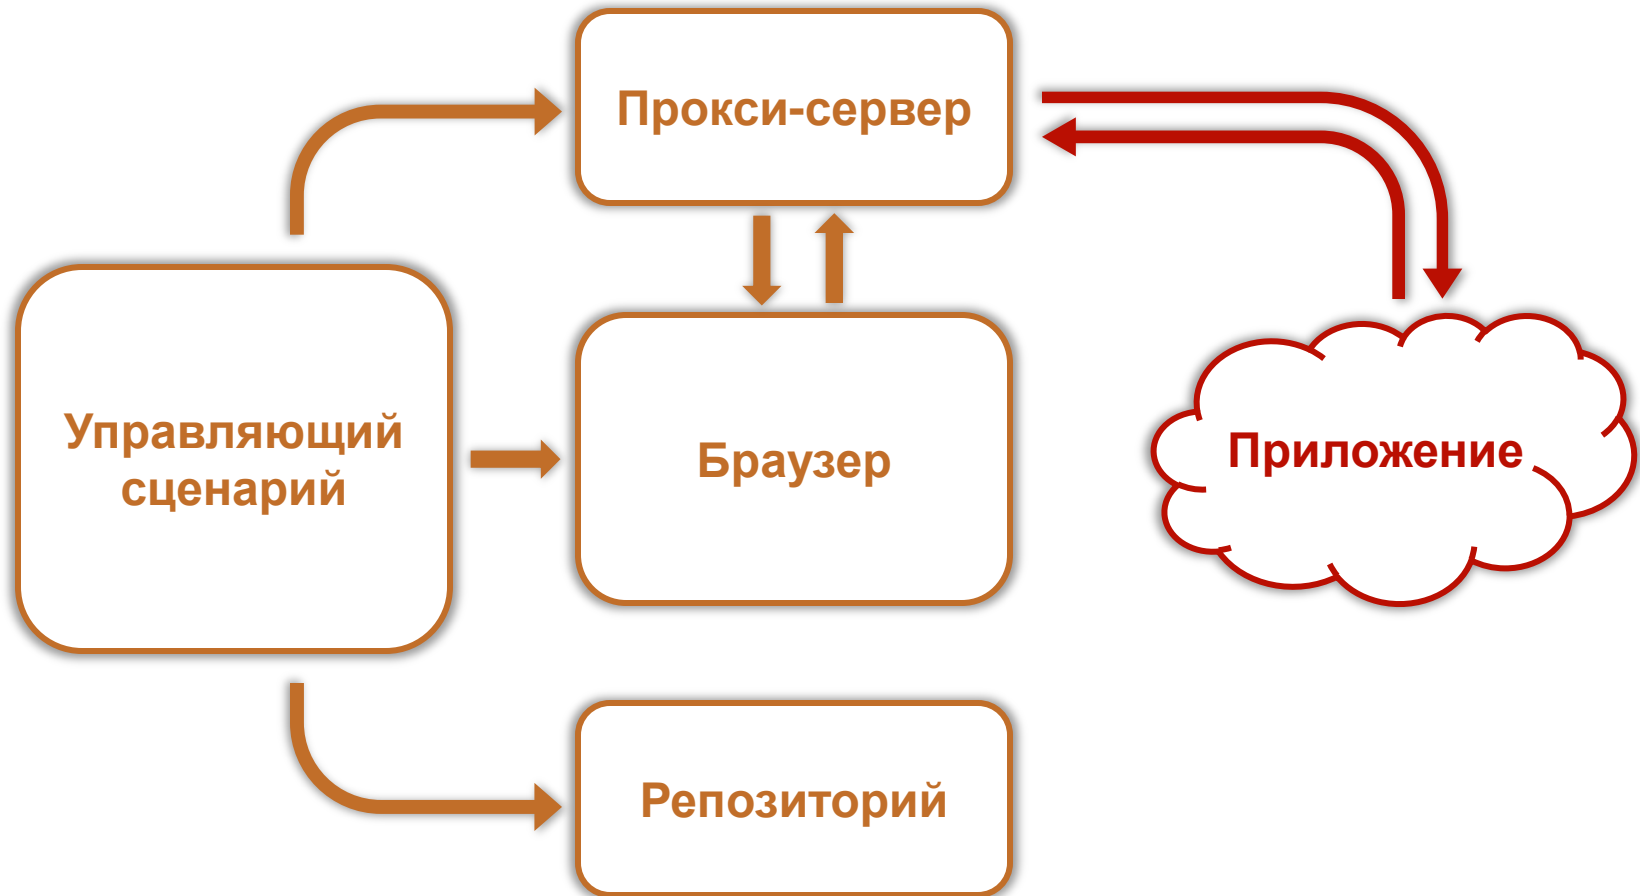 Прокси-сервер
Управляющий
сценарий
Браузер
Приложение
Репозиторий